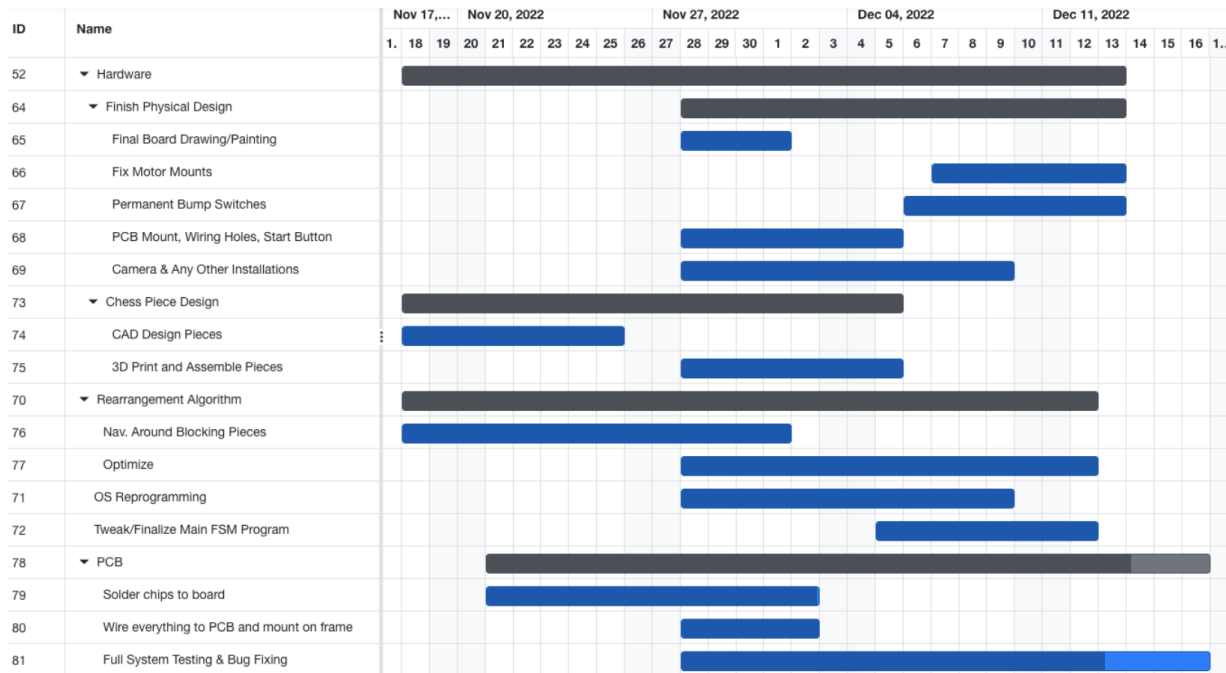 ID Name Nov 17,... Nov 20, 2022 Nov 27, 2022 Dec 04, 2022 Dec 11, 2022
1. 18 19 20 21 22 23 24 25 26 27 28 29 30 1 2 3 4 5 6 7 8 9 10 11 12 13 14 15 16 1..
52 Hardware
64 Finish Physical Design
65 Final Board Drawing/Painting
66 Fix Motor Mounts
67 Permanent Bump Switches
68 PCB Mount, Wiring Holes, Start Button
69 Camera & Any Other Installations
73 Chess Piece Design
74 CAD Design Pieces
75 3D Print and Assemble Pieces
70 Rearrangement Algorithm
76 Nav. Around Blocking Pieces
77 Optimize
71 OS Reprogramming
72 Tweak/Finalize Main FSM Program
78 PCB
79 Solder chips to board
80 Wire everything to PCB and mount on frame
81 Full System Testing & Bug Fixing